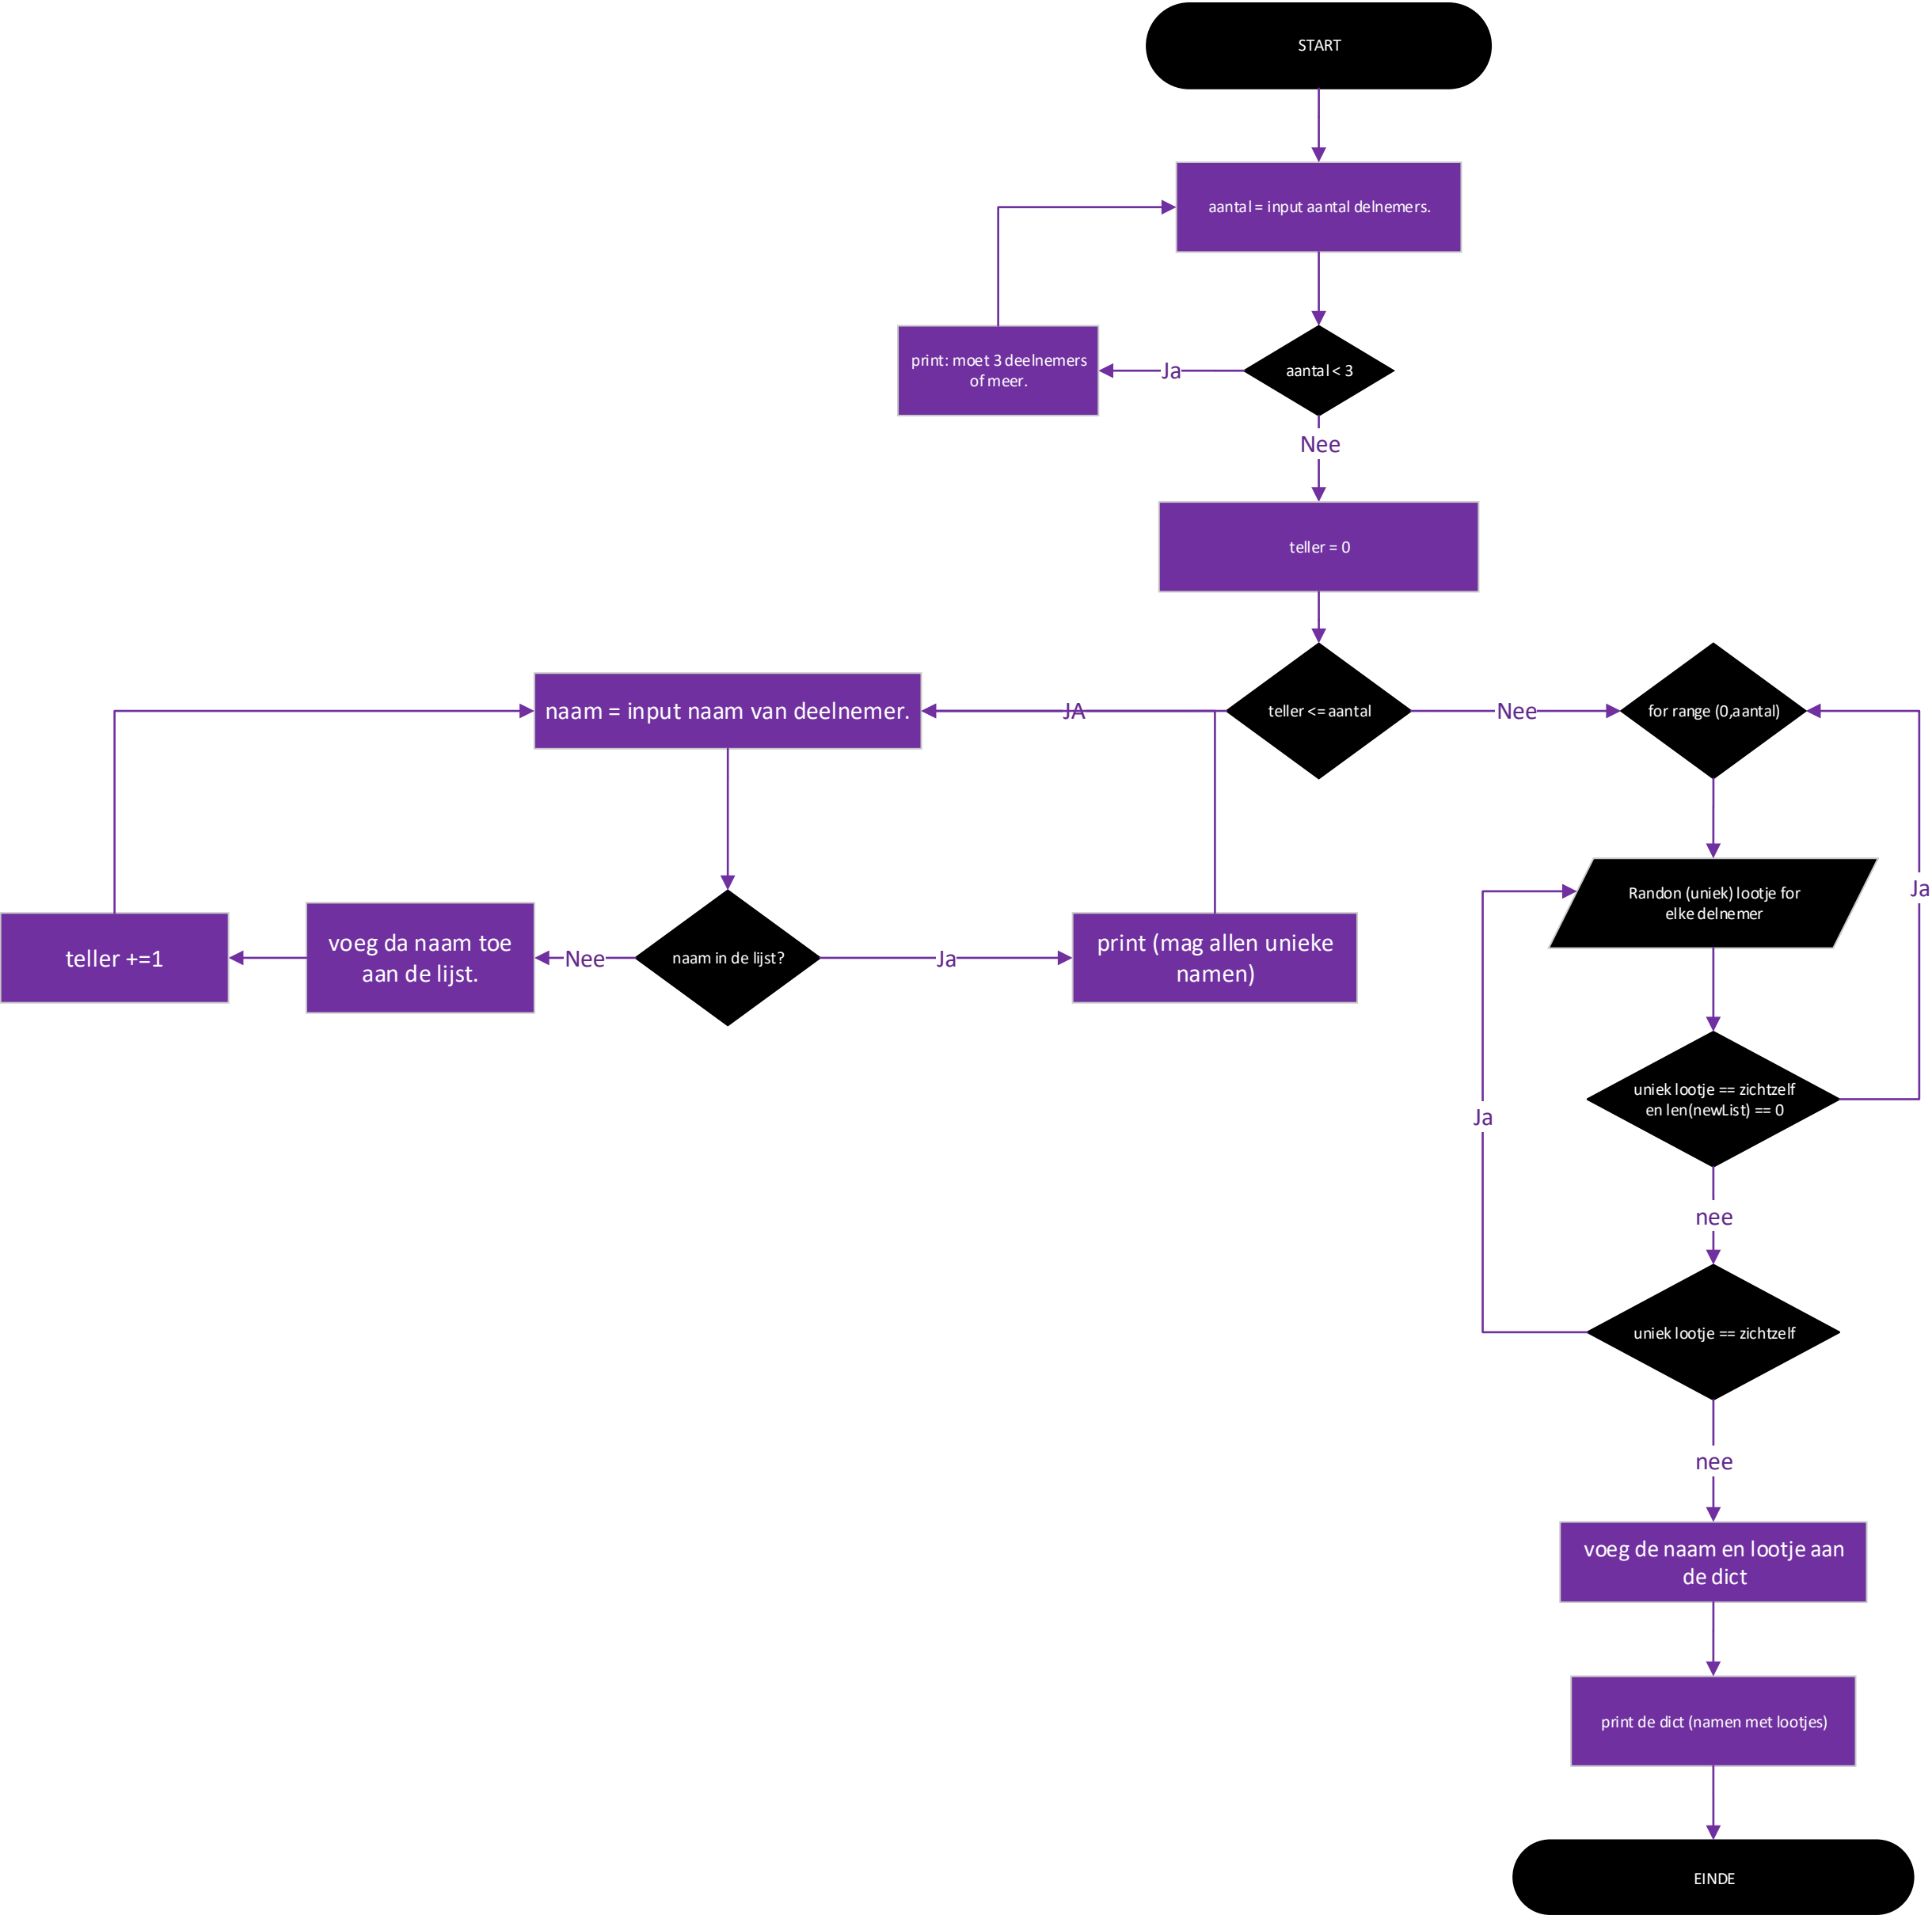 START
aantal = input aantal delnemers.
print: moet 3 deelnemers
of meer.
Ja
aantal < 3
Nee
teller = 0
naam = input naam van deelnemer.
JA
teller <= aantal
Nee
for range (0,aantal)
teller +=1
voeg da naam toe
aan de lijst.
Nee
naam in de lijst?
Ja
print (mag allen unieke
namen)
Randon (uniek) lootje for
elke delnemer
Ja
uniek lootje == zichtzelf
en len(newList) == 0
Ja
nee
uniek lootje == zichtzelf
nee
voeg de naam en lootje aan
de dict
print de dict (namen met lootjes)
EINDE